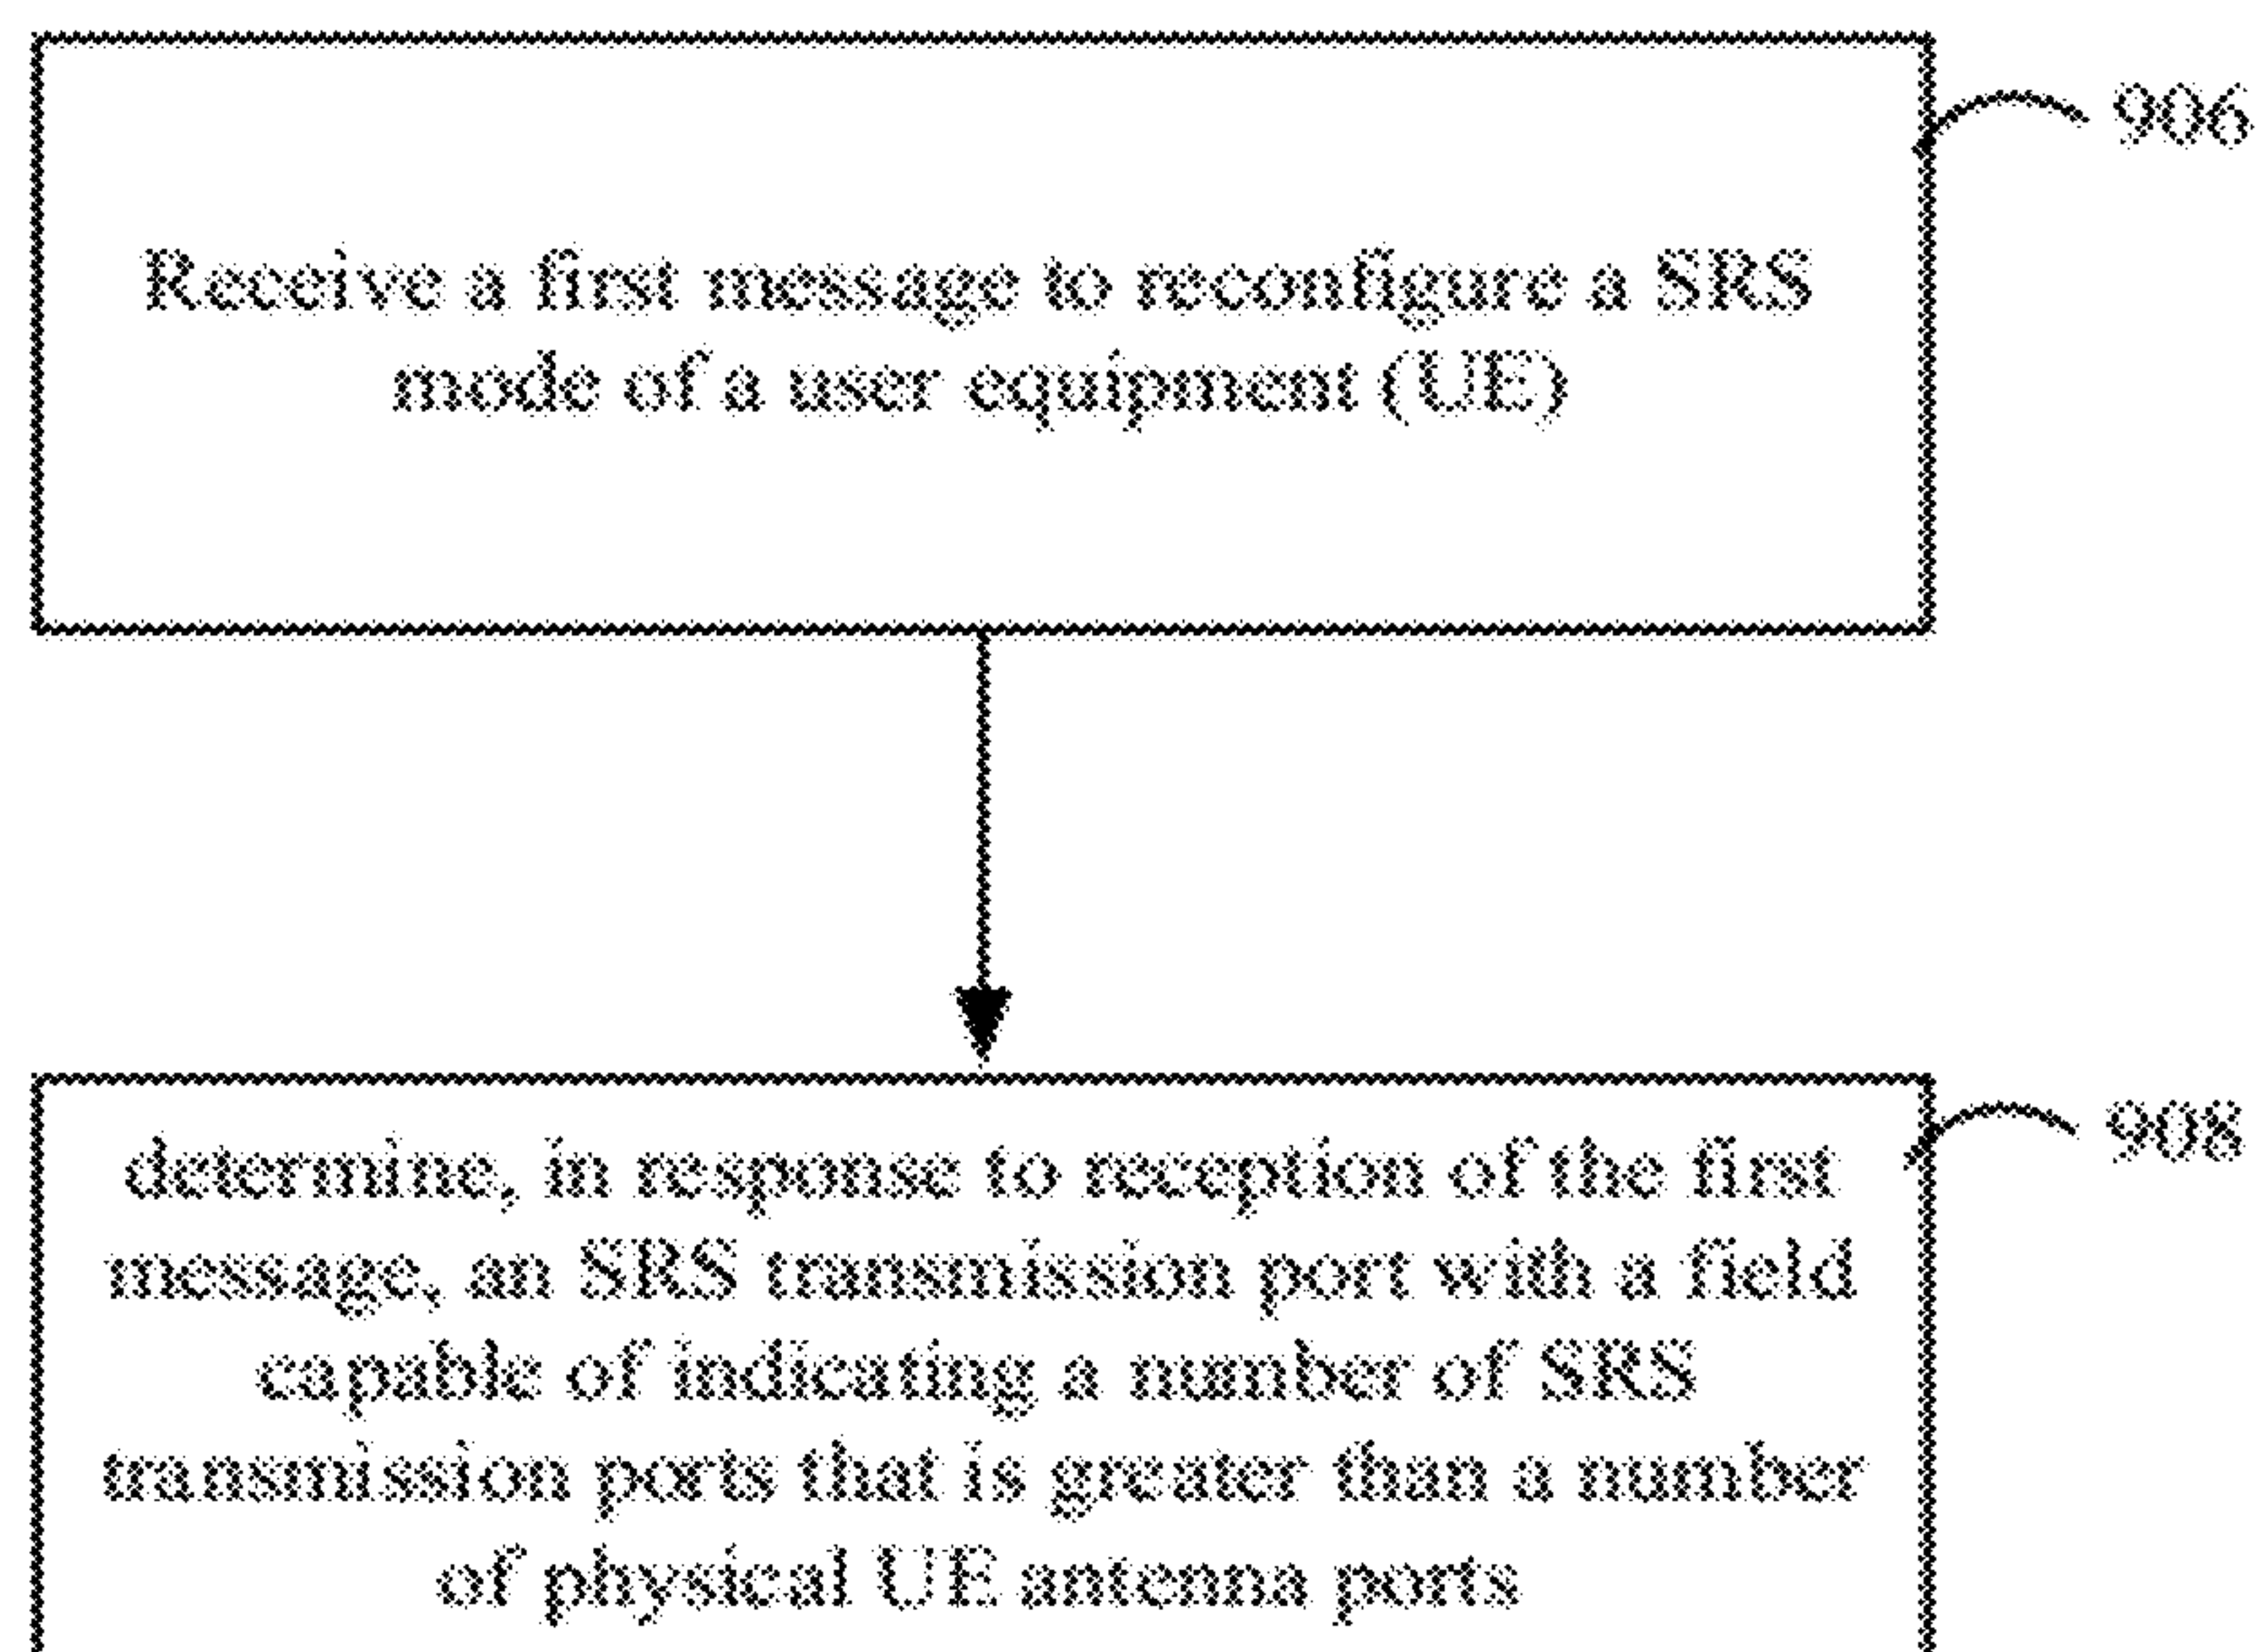 906
Receive a first message to reconfigure a SRS
mode of a user equipment (UE)
908
determine, in response to reception of the first
message, an SRS transmission port with a field
capable of indicating a number of SRS
transmission ports that is greater than a number
of physical UE antenna ports